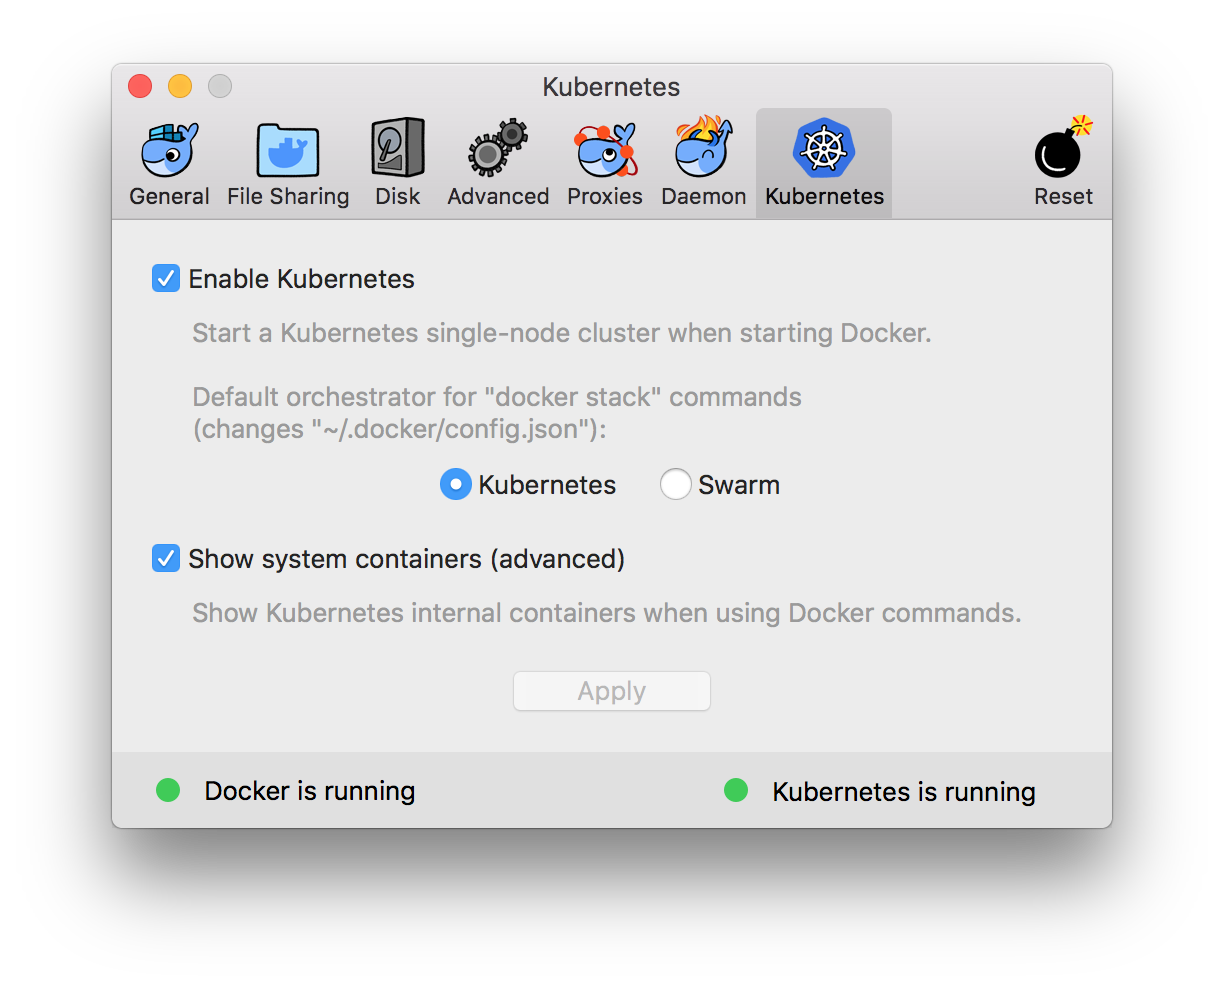 Kubernetes
General File Sharing Disk Advanced Proxies Daemon Kubernetes Reset
Enable Kubernetes
Start a Kubernetes single-node cluster when starting Docker.
Default orchestrator for "docker stack" commands
(changes "~/.docker/config.json"):
Kubernetes Swarm
Show system containers (advanced)
Show Kubernetes internal containers when using Docker commands.
Apply
Docker is running Kubernetes is running